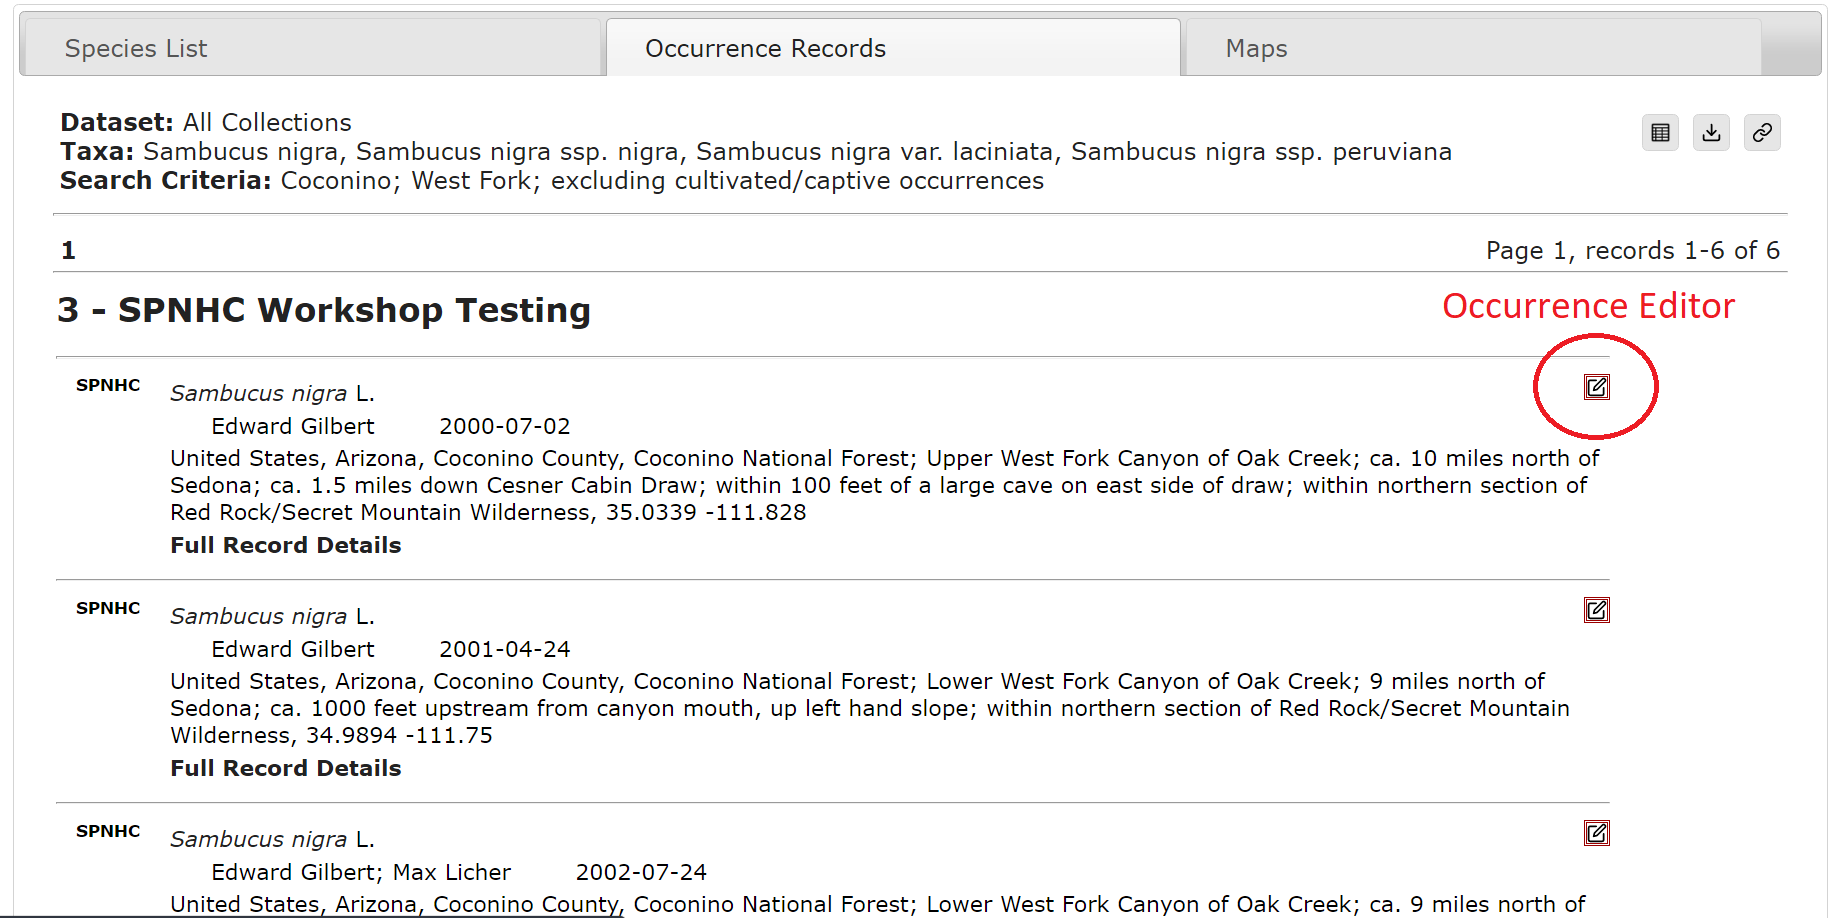 Species List
Occurrence Records
Maps
Dataset: All Collections
Taxa: Sambucus nigra, Sambucus nigra ssp. nigra, Sambucus nigra var. laciniata, Sambucus nigra ssp. peruviana
Search Criteria: Coconino; West Fork; excluding cultivated/captive occurrences
1
Page 1, records 1-6 of 6
3 - SPNHC Workshop Testing
Occurrence Editor
SPNHC
Sambucus nigra L.
Edward Gilbert 2000-07-02
United States, Arizona, Coconino County, Coconino National Forest; Upper West Fork Canyon of Oak Creek; ca. 10 miles north of
Sedona; ca. 1.5 miles down Cesner Cabin Draw; within 100 feet of a large cave on east side of draw; within northern section of
Red Rock/Secret Mountain Wilderness, 35.0339 -111.828
Full Record Details
SPNHC
Sambucus nigra L.
Edward Gilbert 2001-04-24
United States, Arizona, Coconino County, Coconino National Forest; Lower West Fork Canyon of Oak Creek; 9 miles north of
Sedona; ca. 1000 feet upstream from canyon mouth, up left hand slope; within northern section of Red Rock/Secret Mountain
Wilderness, 34.9894 -111.75
Full Record Details
SPNHC
Sambucus nigra L.
Edward Gilbert; Max Licher 2002-07-24
United States, Arizona, Coconino County, Coconino National Forest; Lower West Fork Canyon of Oak Creek; ca. 9 miles north of